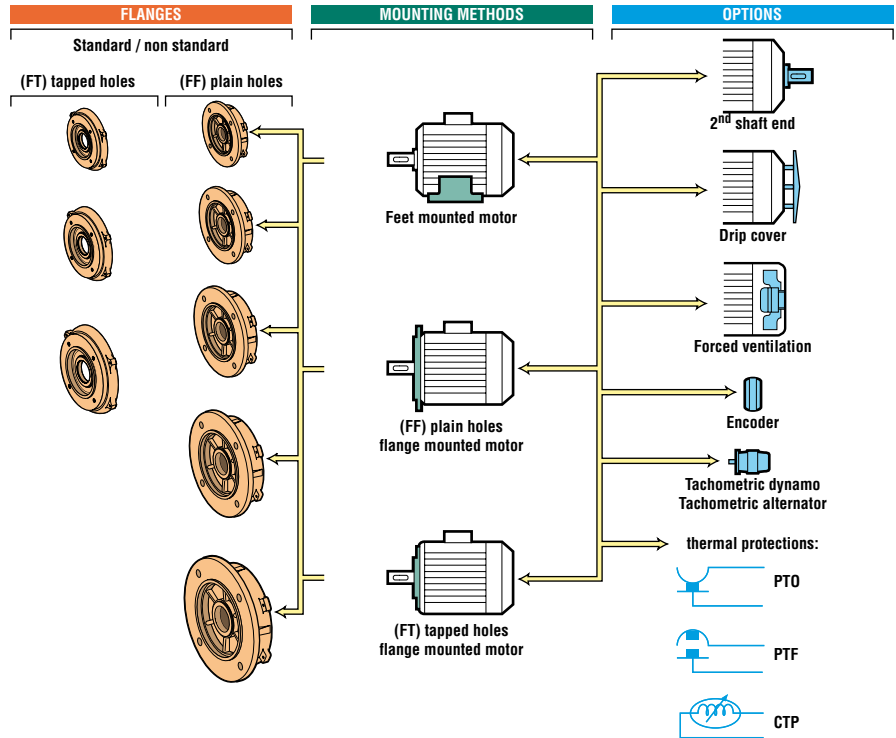 FLANGES
Standard / non standard
(FT) tapped holes
(FF) plain holes
MOUNTING METHODS
Feet mounted motor
(FF) plain holes
flange mounted motor
(FT) tapped holes
flange mounted motor
OPTIONS
2nd shaft end
Drip cover
Forced ventilation
Encoder
Tachometric dynamo
Tachometric alternator
thermal protections:
PTO
PTF
CTP